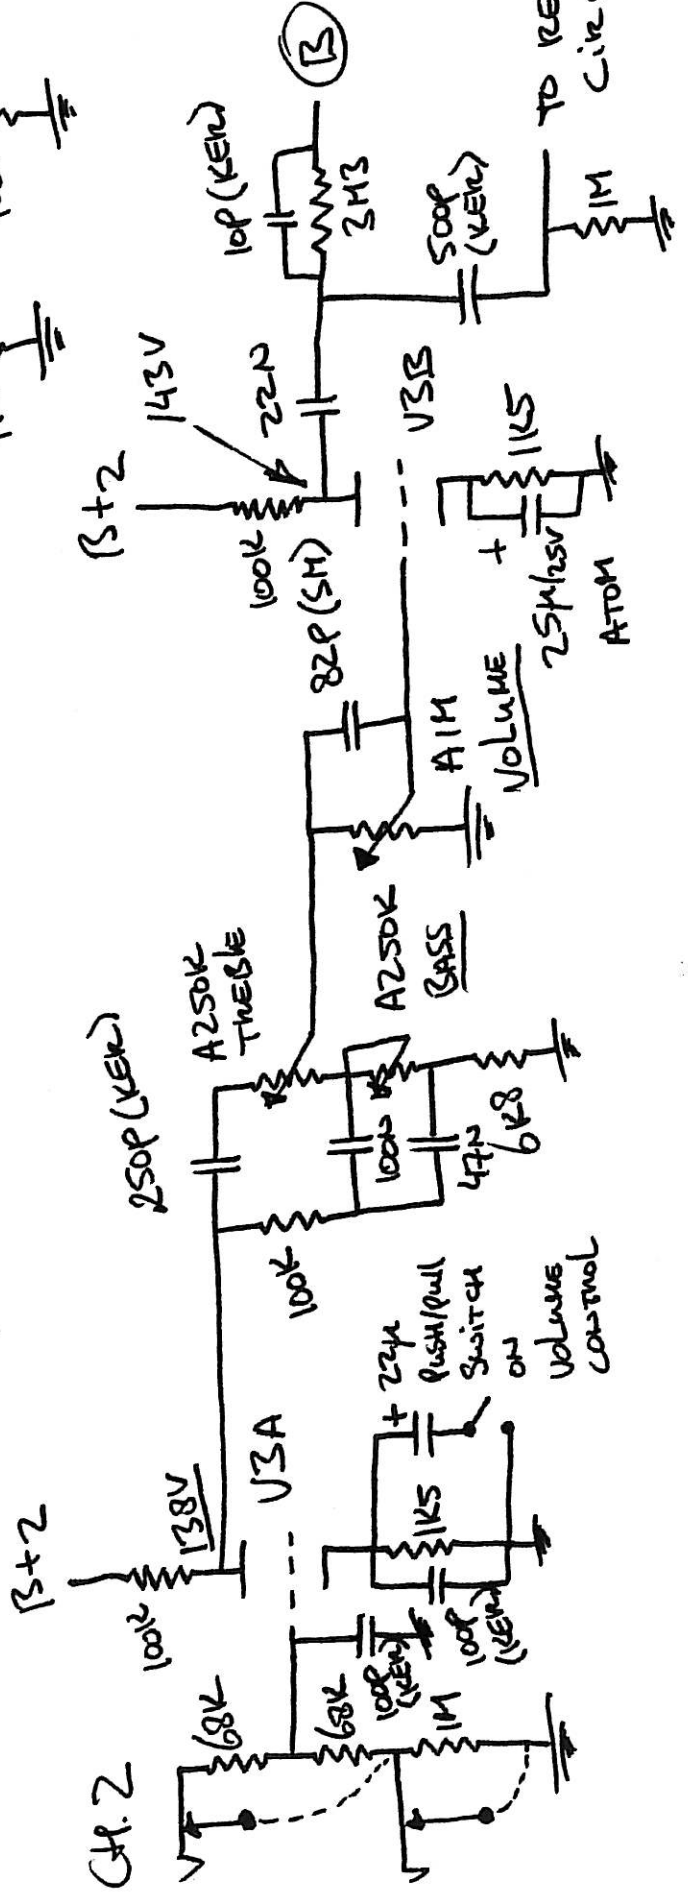 CH.2
68K
68K
1M
100P
(KER)
B+2
100K
138V
V3A
100P
(KER)
1K5
+
22µ
PUSH/PULL
SWITCH
ON
VOLUME
CONTROL
250P (KER)
100K
A250K
TREBLE
100N
47N
6K8
A250K
BASS
82P (SM)
A1M
VOLUME
B+2
100K
143V
22N
V3B
+
25µ/25V
ATOM
1K5
10P (KER)
3M3
B
500P
(KER)
1M
TO